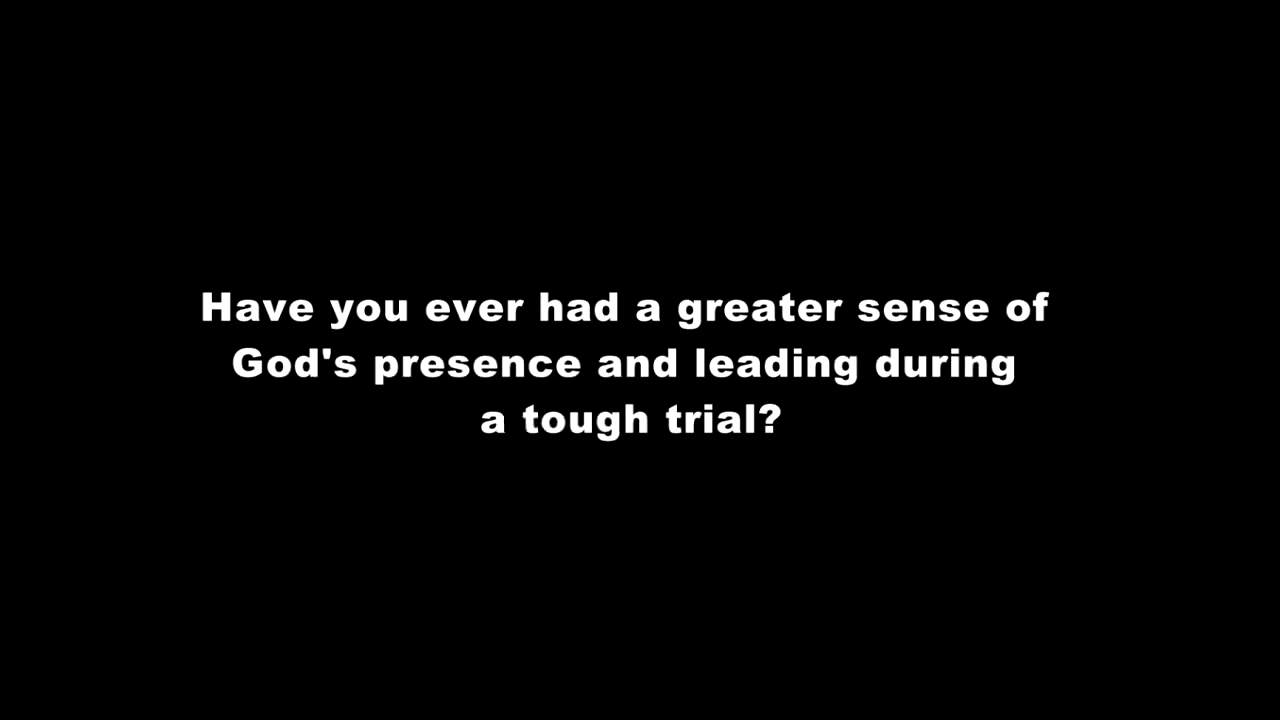 Have you ever had a greater sense of
God's presence and leading during
a tough trial?